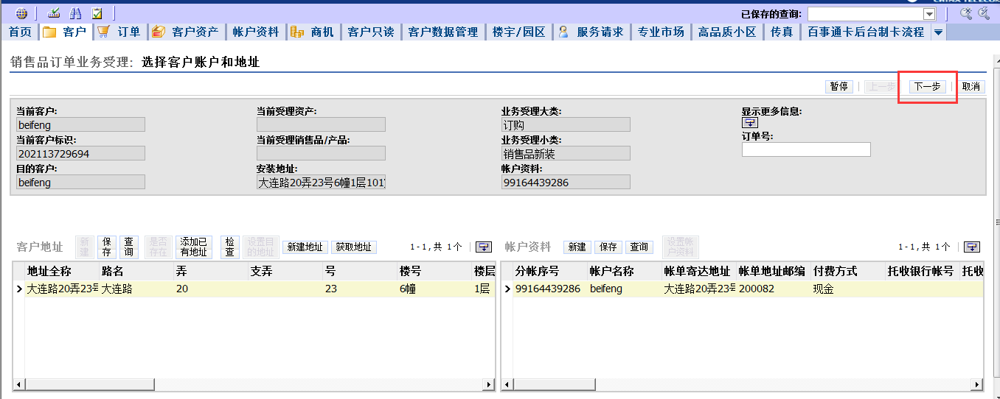 已保存的查询:
首页 客户 订单 客户资产 帐户资料 商机 客户只读 客户数据管理 楼宇/园区 服务请求 专业市场 高品质小区 传真 百事通卡后台制卡流程
销售品订单业务受理: 选择客户账户和地址
暂停 上一步 下一步 取消
当前客户: 当前受理资产: 业务受理大类: 显示更多信息:
beifeng 订购
当前客户标识: 当前受理销售品/产品: 业务受理小类: 订单号:
202113729694 销售品新装
目的客户: 安装地址: 帐户资料:
beifeng 大连路20弄23号6幢1层101 99164439286
客户地址 新建 保存 查询 是否存在 添加已有地址 检查 设置目的地址 新建地址 获取地址 1-1,共 1个 帐户资料 新建 保存 查询 设置帐户资料 1-1,共 1个
地址全称 路名 弄 支弄 号 楼号 楼层 分帐序号 帐户名称 帐单寄达地址 帐单地址邮编 付费方式 托收银行帐号 托收
大连路20弄23号 大连路 20 23 6幢 1层 99164439286 beifeng 大连路20弄23号 200082 现金